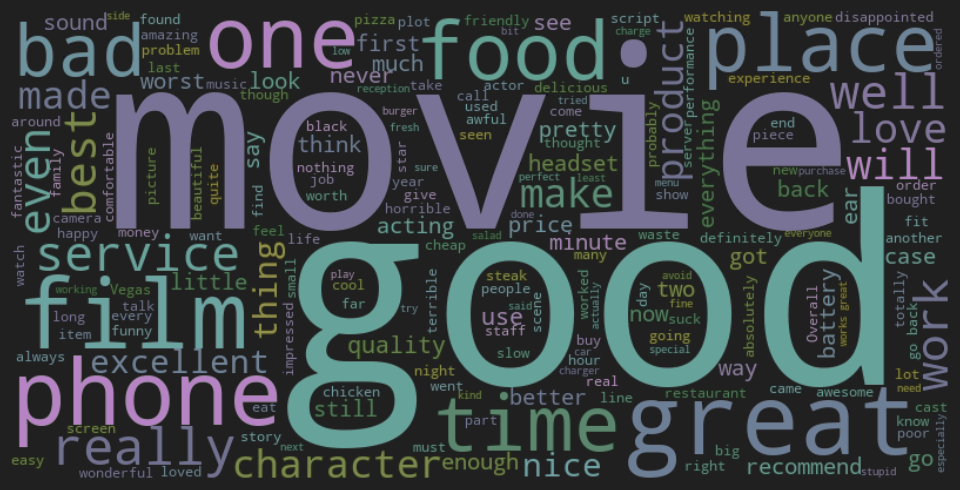 movie
good
one
food
place
bad
film
phone
time
great
product
well
love
will
made
best
even
service
really
excellent
character
nice
work
make
sound
side
found
amazing
problem
last
worst
music
look
though
low
first
much
never
take
reception
pizza
plot
call
used
awful
seen
friendly
bit
actor
delicious
tried
come
see
script
charge
u
watching
anyone
disappointed
experience
ordered
performance
server
probably
everything
pretty
thought
headset
perfect
least
menu
show
end
piece
new
purchase
back
order
bought
ear
fit
another
case
definitely
everyone
around
fantastic
family
comfortable
camera
happy
money
picture
beautiful
quite
want
say
find
feel
life
black
think
nothing
job
worth
burger
fresh
star
sure
year
give
horrible
acting
done
salad
cheap
price
minute
many
waste
got
watch
working
Vegas
talk
every
funny
long
item
little
thing
small
impressed
always
screen
easy
wonderful
loved
story
eat
next
play
cool
far
try
terrible
quality
night
went
kind
chicken
still
enough
must
part
steak
people
said
use
staff
scene
slow
better
line
buy
car
hour
charger
real
worked
actually
day
now
avoid
two
fine
suck
going
special
way
absolutely
Overall
battery
works great
totally
go back
restaurant
came
awesome
lot
need
cast
know
poor
go
especially
big
right
recommend
stupid